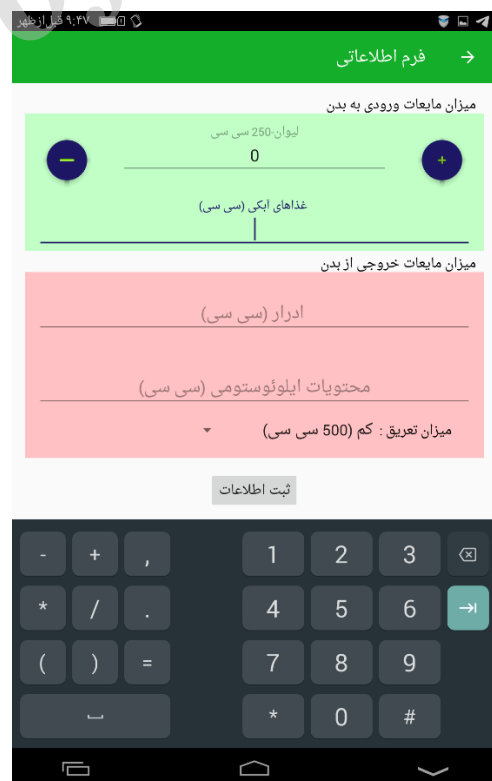 ۹:۴۷ قبل‌ازظهر
فرم اطلاعاتی
میزان مایعات ورودی به بدن
لیوان-250 سی سی
0
غذاهای آبکی (سی سی)
میزان مایعات خروجی از بدن
ادرار (سی سی)
محتویات ایلوئوستومی (سی سی)
میزان تعریق : کم (500 سی سی)
ثبت اطلاعات
- + , 1 2 3
* / . 4 5 6
( ) = 7 8 9
* 0 #